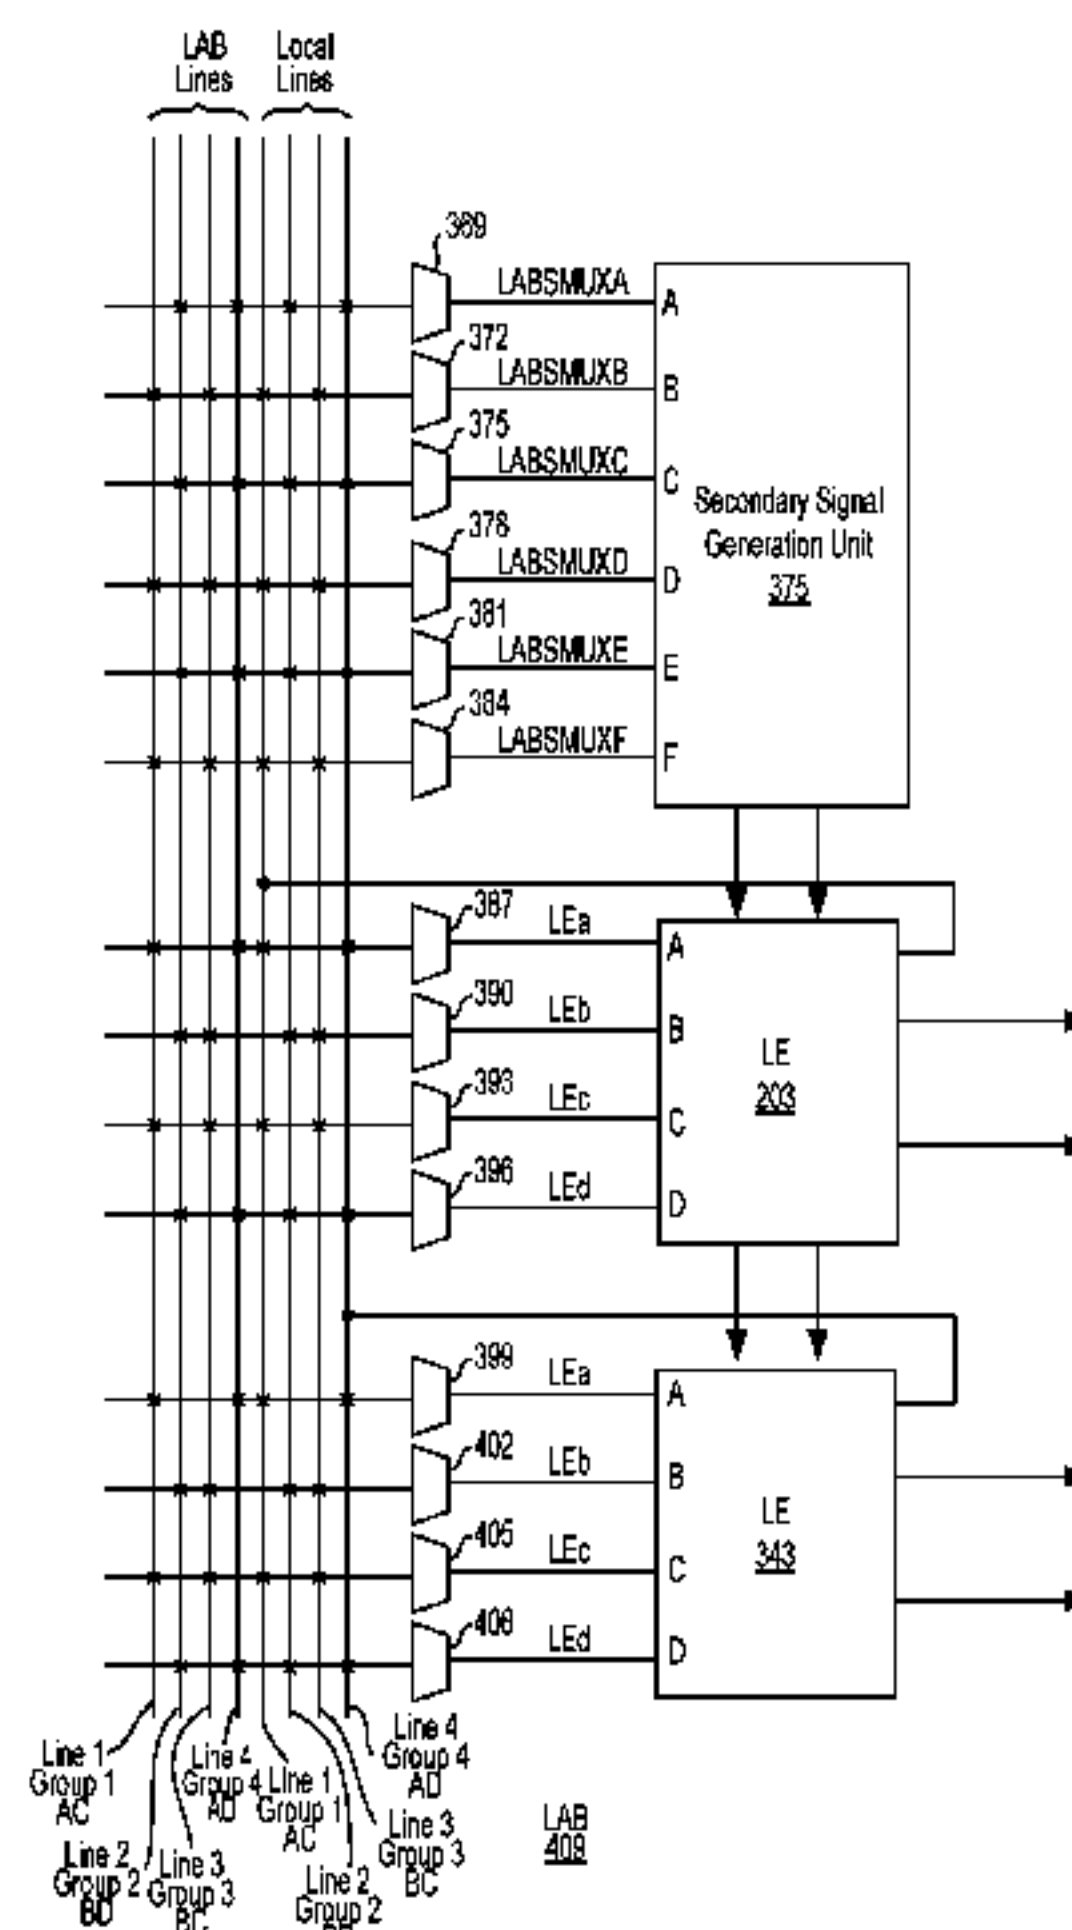 LAB
Lines
Local
Lines
369
LABSMUXA
A
372
LABSMUXB
B
375
LABSMUXC
C
Secondary Signal
Generation Unit
375
378
LABSMUXD
D
381
LABSMUXE
E
384
LABSMUXF
F
387
LEa
A
390
LEb
B
LE
203
393
LEc
C
396
LEd
D
399
LEa
A
402
LEb
B
LE
343
405
LEc
C
406
LEd
D
Line 1
Group 1
AC
Line 2
Group 2
BD
Line 3
Group 3
BC
Line 4
Group 4
AD
Line 1
Group 1
AC
Line 2
Group 2
Line 3
Group 3
BC
Line 4
Group 4
AD
LAB
409